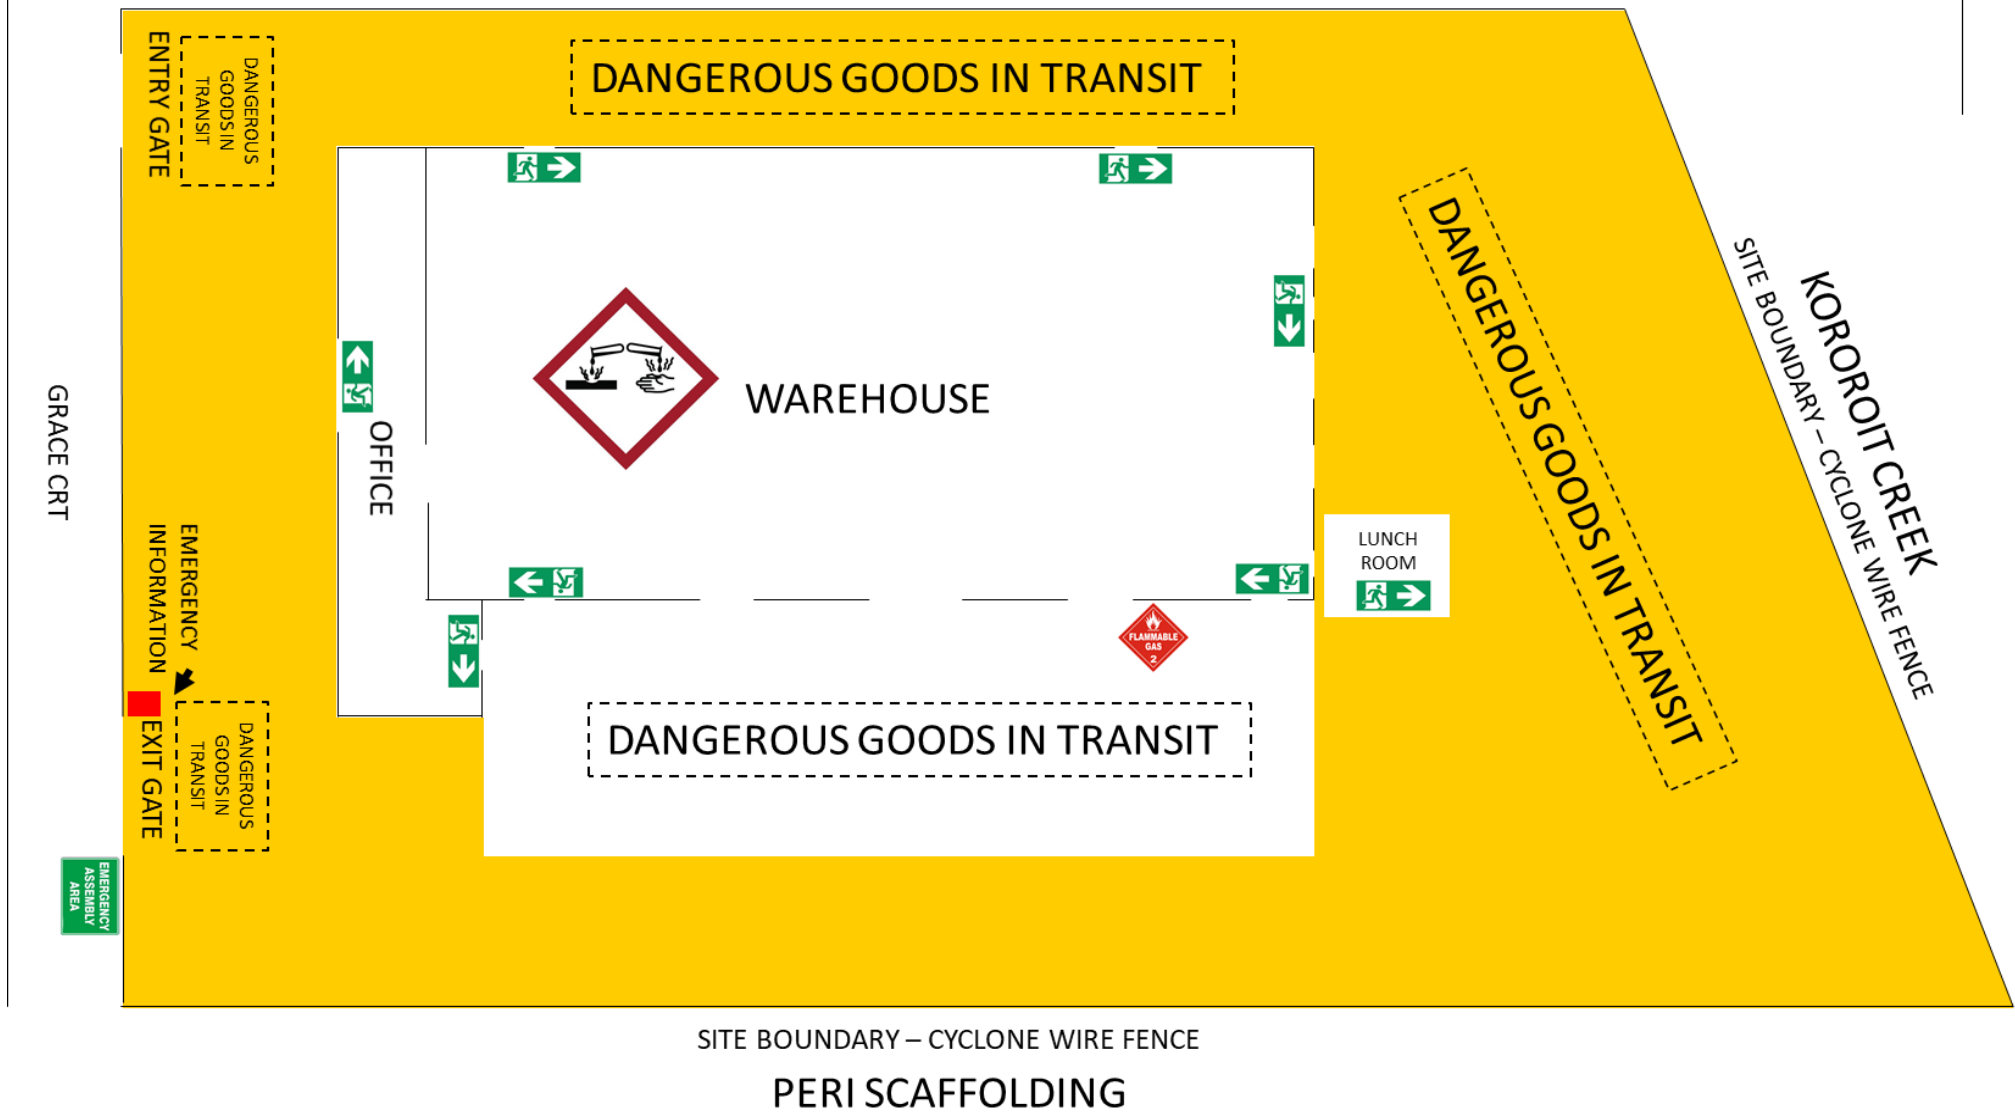 ENTRY GATE
DANGEROUS
GOODS IN
TRANSIT
DANGEROUS GOODS IN TRANSIT
DANGEROUS GOODS IN TRANSIT
KOROROIT CREEK
SITE BOUNDARY – CYCLONE WIRE FENCE
WAREHOUSE
OFFICE
GRACE CRT
LUNCH
ROOM
EMERGENCY
INFORMATION
FLAMMABLE
GAS
2
DANGEROUS GOODS IN TRANSIT
EXIT GATE
DANGEROUS
GOODS IN
TRANSIT
EMERGENCY
ASSEMBLY
AREA
SITE BOUNDARY – CYCLONE WIRE FENCE
PERI SCAFFOLDING